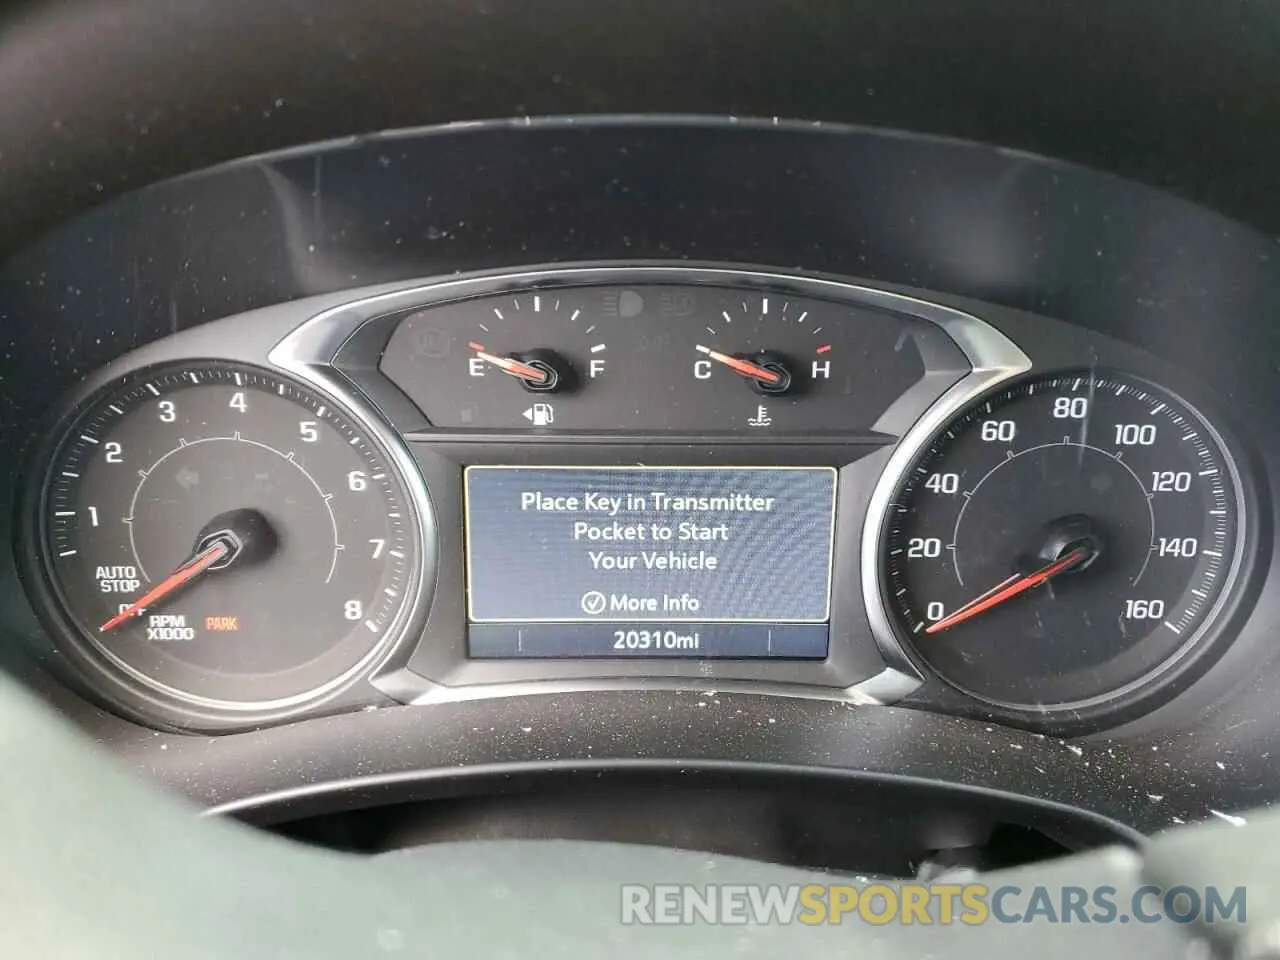 E F
C H
1 2 3 4 5 6 7 8
AUTO
STOP
OFF
RPM
X1000
PARK
Place Key in Transmitter
Pocket to Start
Your Vehicle
More Info
20310mi
0 20 40 60 80 100 120 140 160
RENEWSPORTSCARS.COM